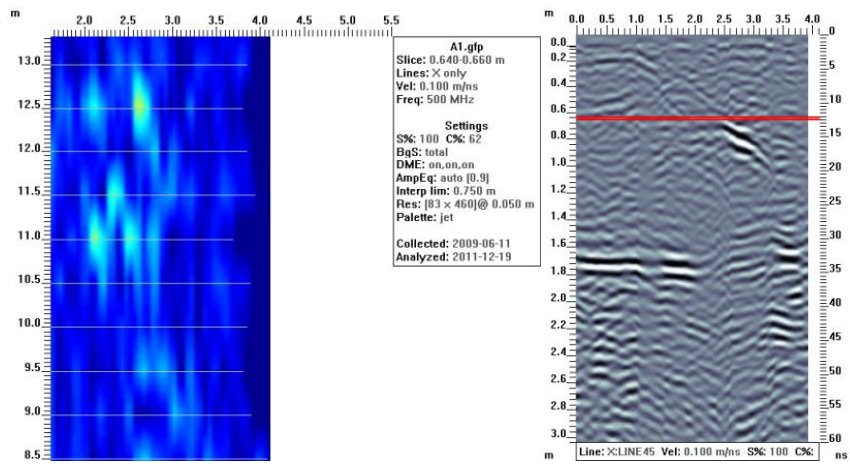 m
2.0 2.5 3.0 3.5 4.0 4.5 5.0 5.5
13.0
12.5
12.0
11.5
11.0
10.5
10.0
9.5
9.0
8.5
A1.gfp
Slice: 0.640-0.660 m
Lines: X only
Vel: 0.100 m/ns
Freq: 500 MHz
Settings
S%: 100 C%: 62
BgS: total
DME: on,on,on
AmpEq: auto [0.9]
Interp lim: 0.750 m
Res: [83 x 460]@ 0.050 m
Palette: jet
Collected: 2009-06-11
Analyzed: 2011-12-19
m
0.0 0.5 1.0 1.5 2.0 2.5 3.0 3.5 4.0
0.0
0.2
0.4
0.6
0.8
1.0
1.2
1.4
1.6
1.8
2.0
2.2
2.4
2.6
2.8
3.0
m
0
5
10
15
20
25
30
35
40
45
50
55
60
ns
Line: X:LINE45 Vel: 0.100 m/ns S%: 100 C%: